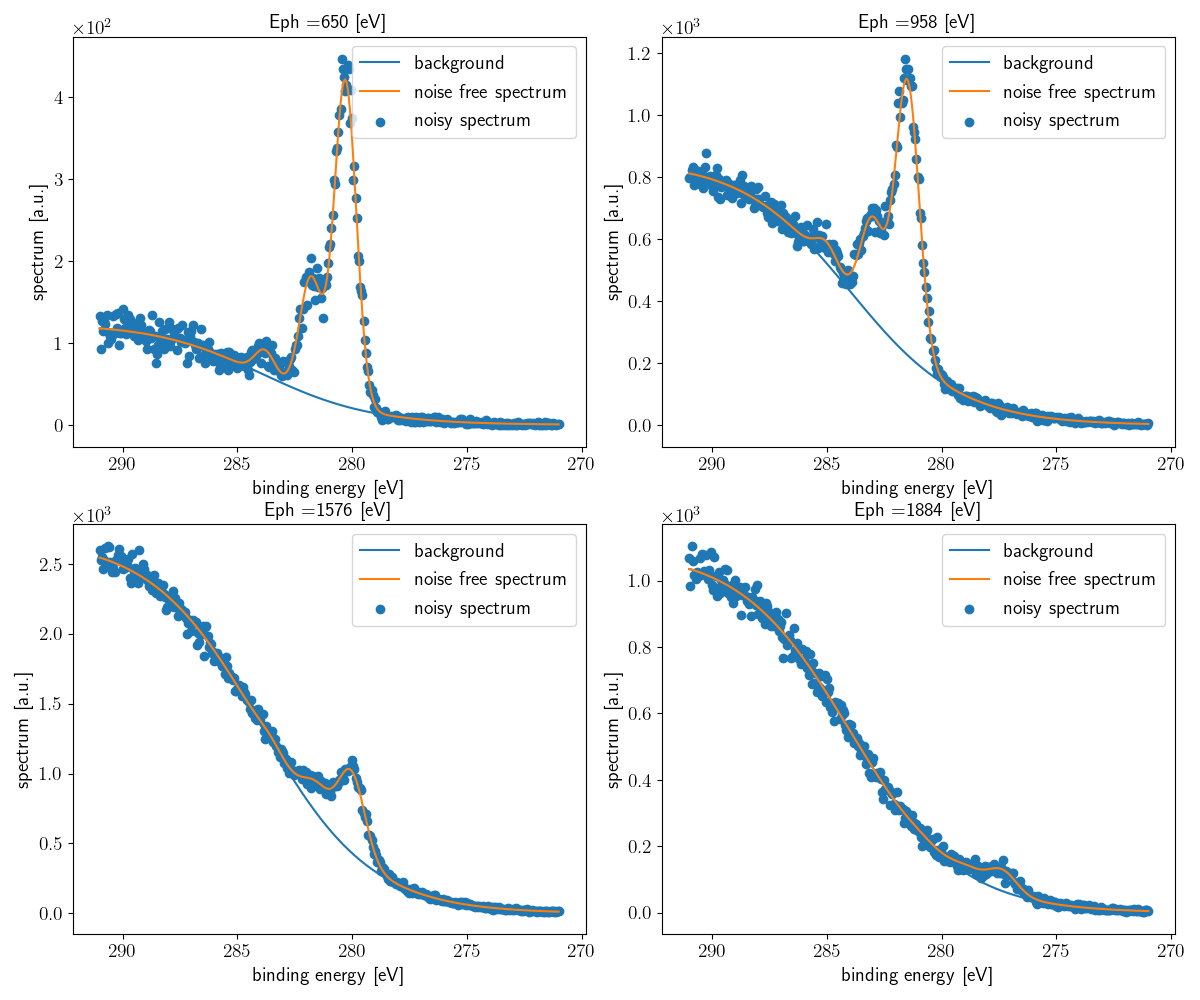 Eph =650 [eV]
×10²
background
noise free spectrum
noisy spectrum
4
3
2
1
0
spectrum [a.u.]
290 285 280 275 270
binding energy [eV]
Eph =958 [eV]
×10³
background
noise free spectrum
noisy spectrum
1.2
1.0
0.8
0.6
0.4
0.2
0.0
spectrum [a.u.]
290 285 280 275 270
binding energy [eV]
Eph =1576 [eV]
×10³
background
noise free spectrum
noisy spectrum
2.5
2.0
1.5
1.0
0.5
0.0
spectrum [a.u.]
290 285 280 275 270
binding energy [eV]
Eph =1884 [eV]
×10³
background
noise free spectrum
noisy spectrum
1.0
0.8
0.6
0.4
0.2
0.0
spectrum [a.u.]
290 285 280 275 270
binding energy [eV]